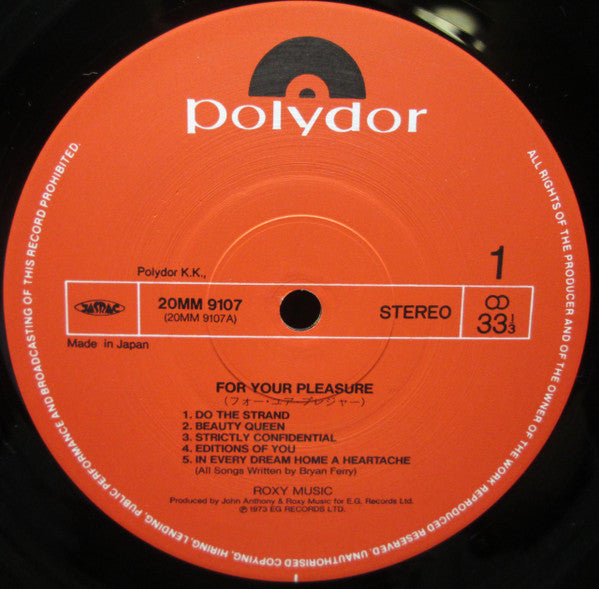 polydor
1
Polydor K.K.,
JASRAC
20MM 9107
(20MM 9107A)
STEREO
33 1/3
Made in Japan
FOR YOUR PLEASURE
(フォー・ユア・プレジャー)
1. DO THE STRAND
2. BEAUTY QUEEN
3. STRICTLY CONFIDENTIAL
4. EDITIONS OF YOU
5. IN EVERY DREAM HOME A HEARTACHE
(All Songs Written by Bryan Ferry)
ROXY MUSIC
Produced by John Anthony & Roxy Music for E.G. Records Ltd.
℗ 1973 EG RECORDS LTD.
ALL RIGHTS OF THE PRODUCER AND OF THE OWNER OF THE WORK REPRODUCED RESERVED. UNAUTHORISED COPYING, HIRING, LENDING, PUBLIC PERFORMANCE AND BROADCASTING OF THIS RECORD PROHIBITED.